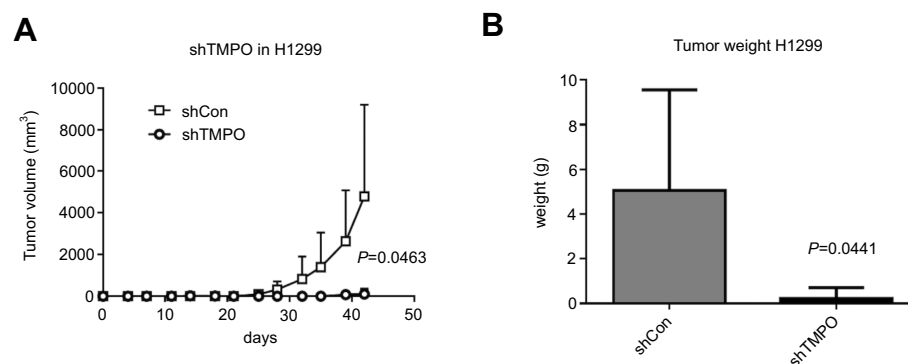 A
shTMPO in H1299
Tumor volume (mm³)
10000
8000
6000
4000
2000
0
shCon
shTMPO
P=0.0463
0
10
20
30
40
50
days
B
Tumor weight H1299
weight (g)
10
8
6
4
2
0
P=0.0441
shCon
shTMPO